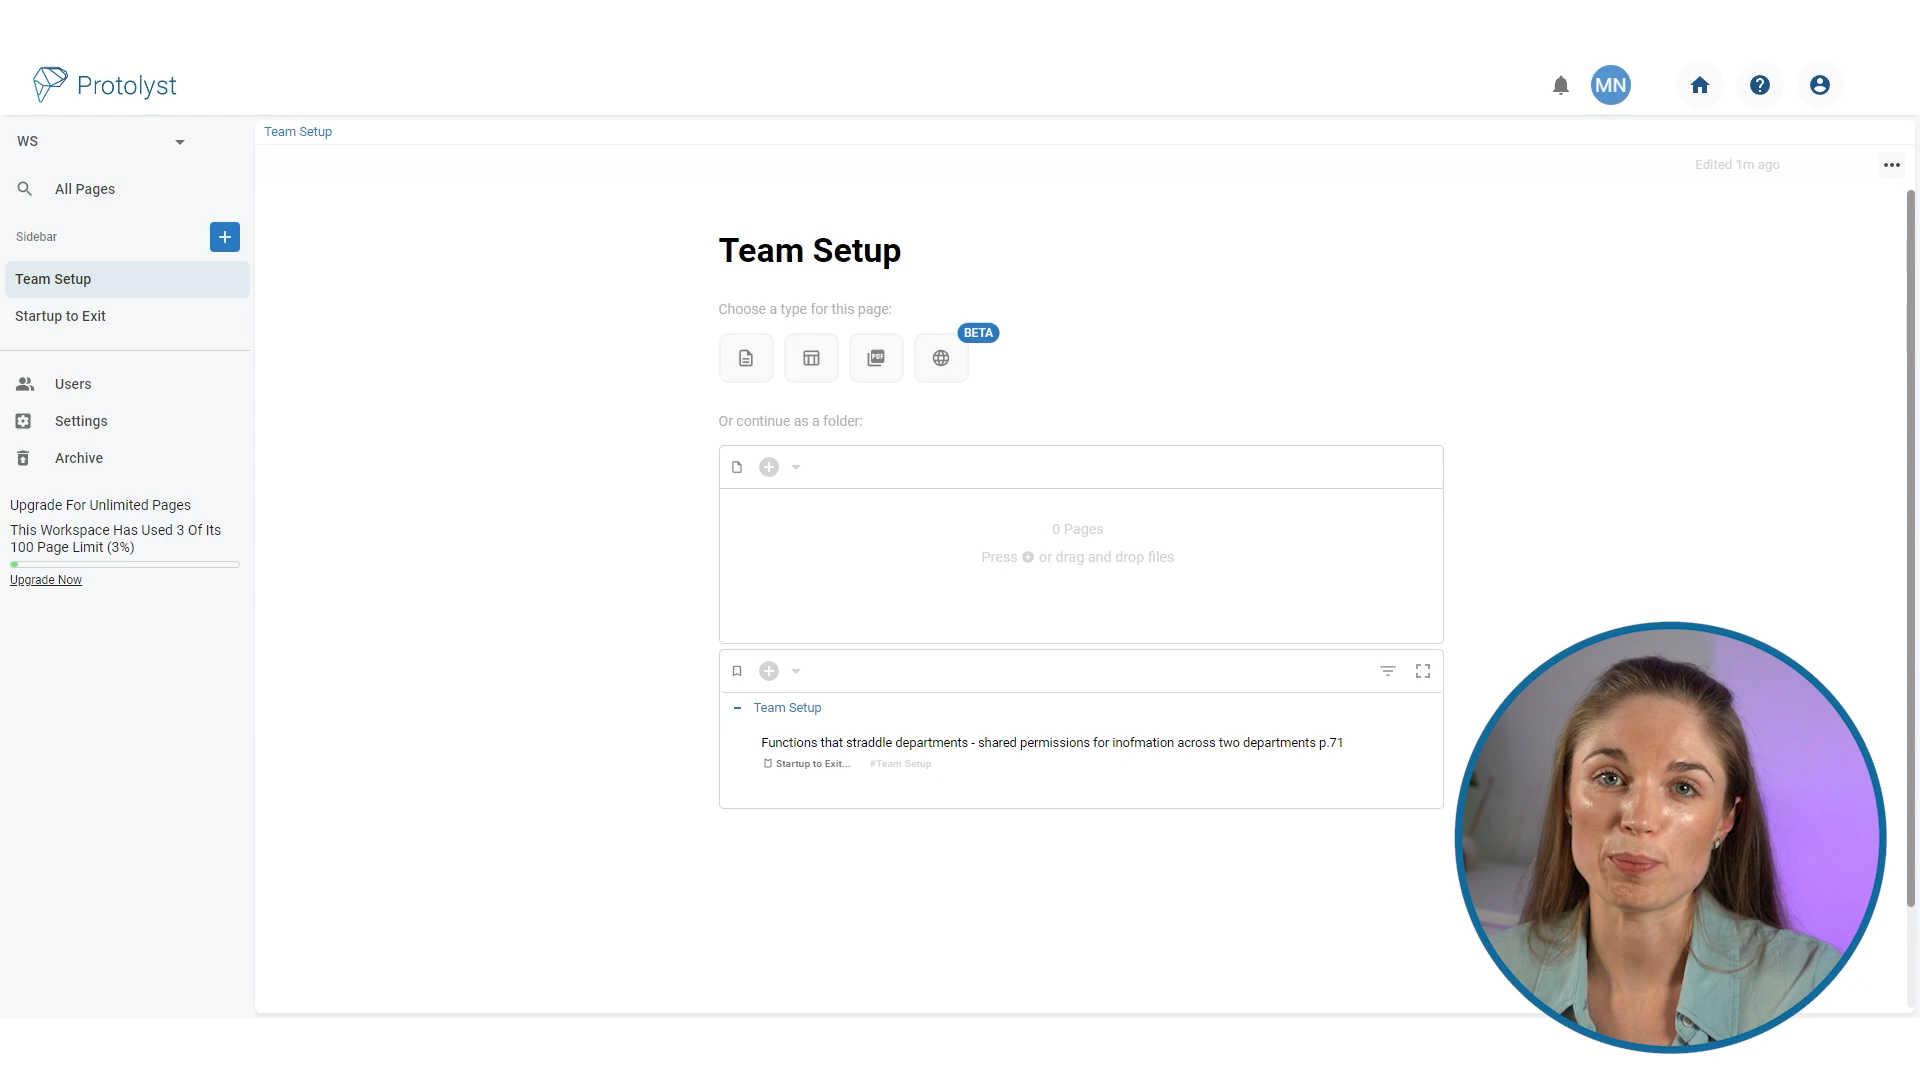 Protolyst
MN
WS
Team Setup
Edited 1m ago
All Pages
Sidebar
Team Setup
Startup to Exit
Users
Settings
Archive
Upgrade For Unlimited Pages
This Workspace Has Used 3 Of Its
100 Page Limit (3%)
Upgrade Now
Team Setup
Choose a type for this page:
BETA
PDF
Or continue as a folder:
0 Pages
Press or drag and drop files
Team Setup
Functions that straddle departments - shared permissions for inofmation across two departments p.71
Startup to Exit... #Team Setup